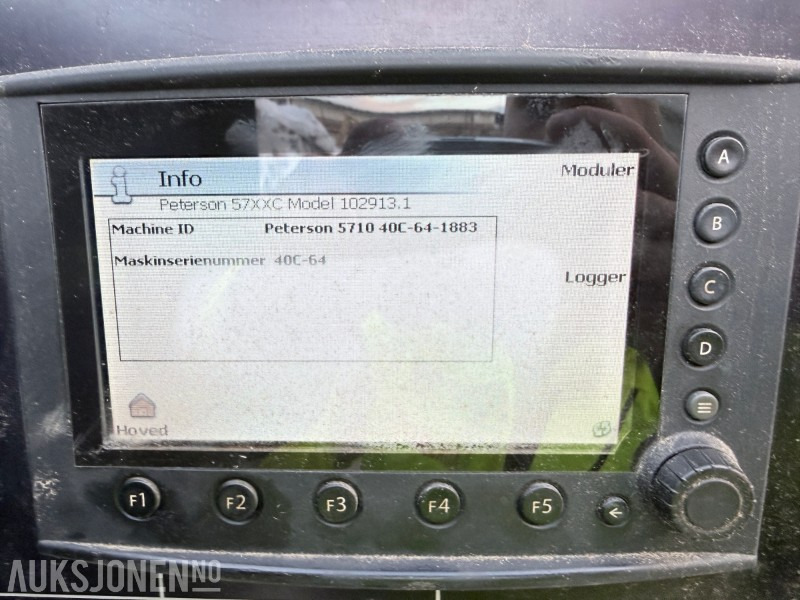 Info
Moduler
Peterson 57XXC Model 102913.1
Machine ID Peterson 5710 40C-64-1883
Maskinserienummer 40C-64
Logger
Hoved
A
B
C
D
F1 F2 F3 F4 F5
AUKSJONEN.NO